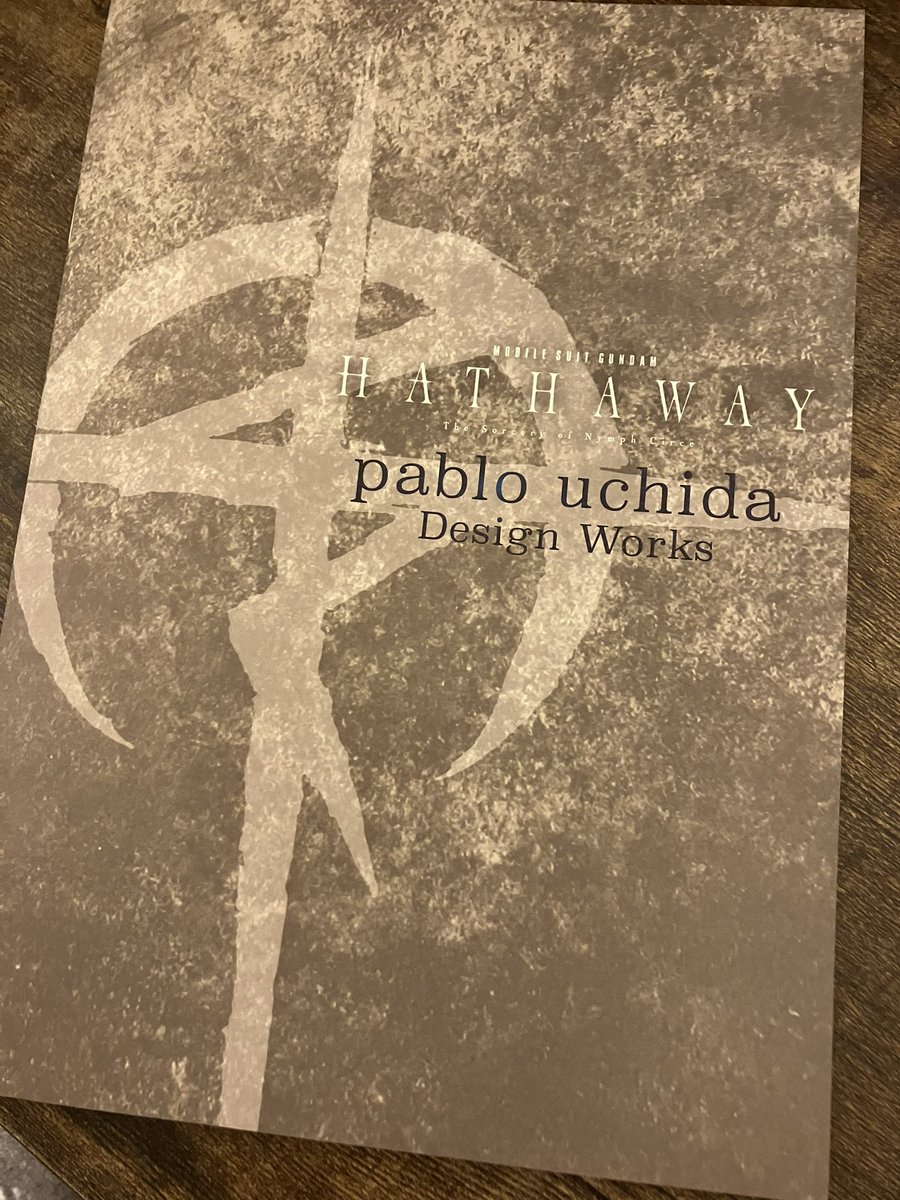 MOBILE SUIT GUNDAM
HATHAWAY
The Sorcery of Nymph Circe
pablo uchida
Design Works